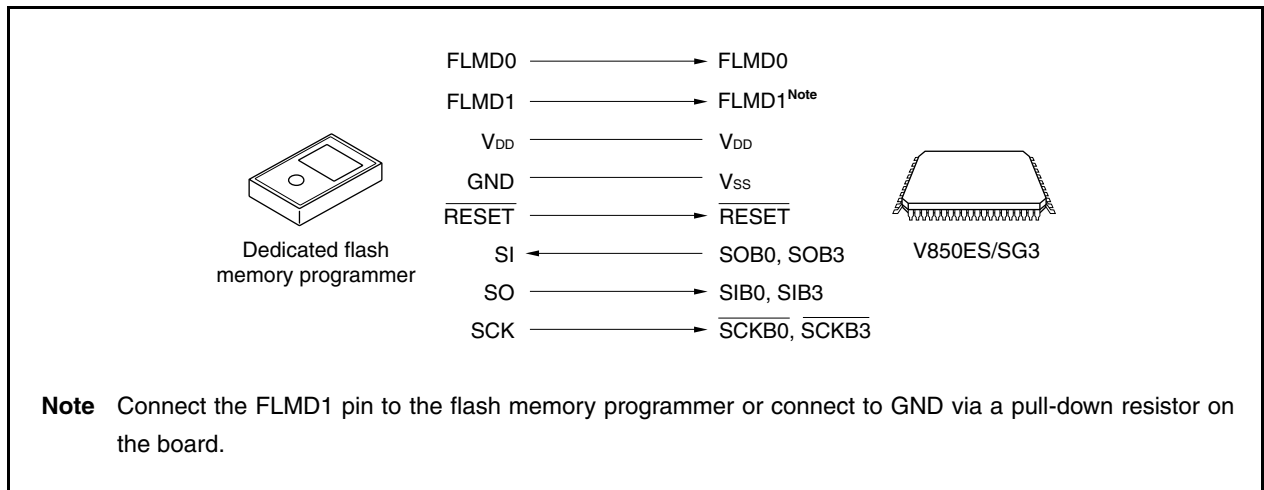 FLMD0 FLMD0
FLMD1 FLMD1Note
VDD VDD
GND VSS
RESET RESET
SI SOB0, SOB3
SO SIB0, SIB3
SCK SCKB0, SCKB3
Dedicated flash
memory programmer
V850ES/SG3
Note Connect the FLMD1 pin to the flash memory programmer or connect to GND via a pull-down resistor on
the board.